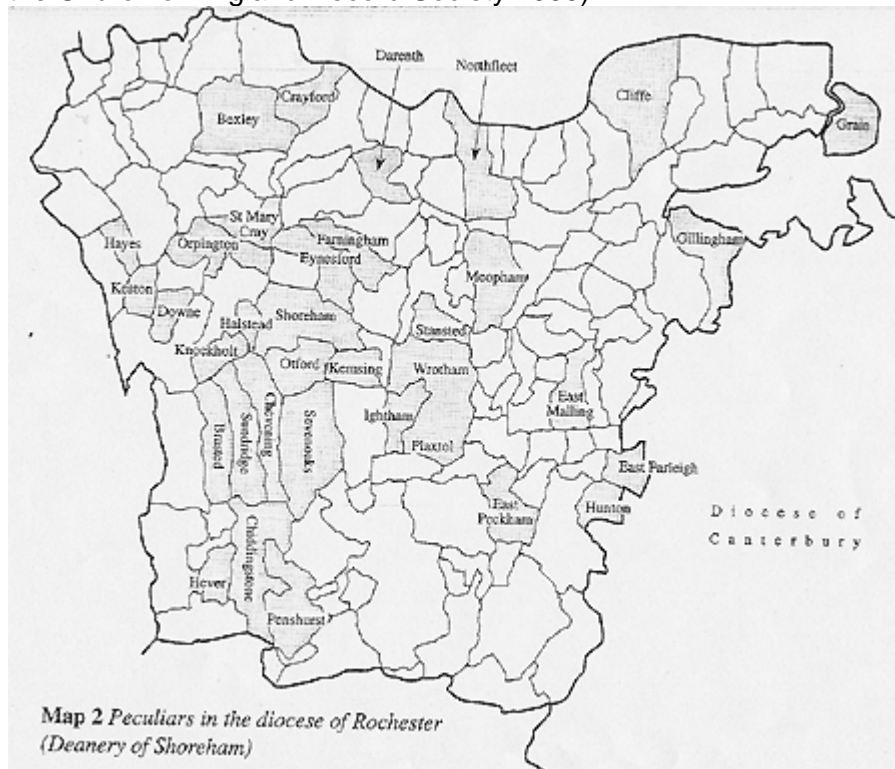 Darenth
Northfleet
Crayford
Cliffe
Bexley
Grain
St Mary
Cray
Hayes
Orpington
Farningham
Eynesford
Gillingham
Keston
Meopham
Downe
Shoreham
Halstead
Stansted
Knockholt
Otford
Kemsing
Wrotham
Ightham
East
Malling
Brasted
Sundridge
Chevening
Sevenoaks
Plaxtol
East Farleigh
East
Peckham
Hunton
Diocese of
Canterbury
Chiddingstone
Hever
Penshurst
Map 2 Peculiars in the diocese of Rochester
(Deanery of Shoreham)